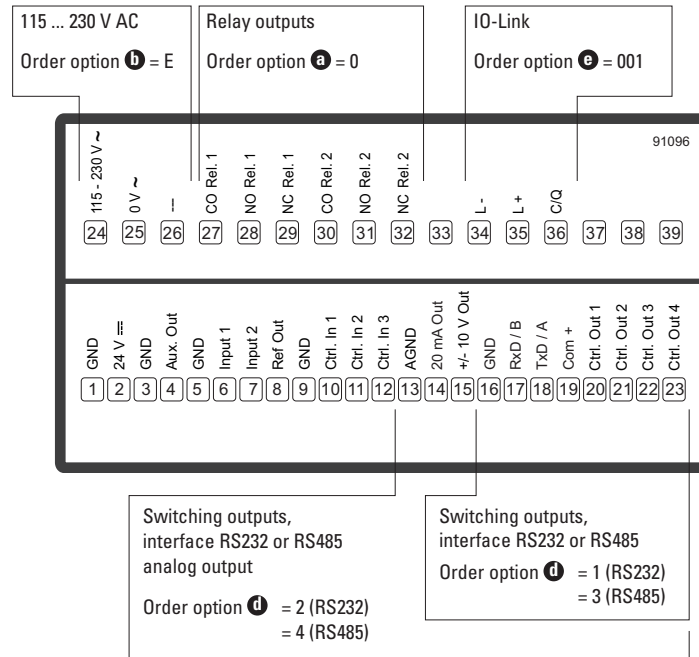 115 ... 230 V AC
Order option b = E
Relay outputs
Order option a = 0
IO-Link
Order option e = 001
91096
115 - 230 V ~
0 V ~
---
CO Rel. 1
NO Rel. 1
NC Rel. 1
CO Rel. 2
NO Rel. 2
NC Rel. 2
L -
L +
C/Q
24 25 26 27 28 29 30 31 32 33 34 35 36 37 38 39
GND
24 V ⎓
GND
Aux. Out
GND
Input 1
Input 2
Ref Out
GND
Ctrl. In 1
Ctrl. In 2
Ctrl. In 3
AGND
20 mA Out
+/- 10 V Out
GND
RxD / B
TxD / A
Com +
Ctrl. Out 1
Ctrl. Out 2
Ctrl. Out 3
Ctrl. Out 4
1 2 3 4 5 6 7 8 9 10 11 12 13 14 15 16 17 18 19 20 21 22 23
Switching outputs,
interface RS232 or RS485
analog output
Order option d = 2 (RS232)
= 4 (RS485)
Switching outputs,
interface RS232 or RS485
Order option d = 1 (RS232)
= 3 (RS485)